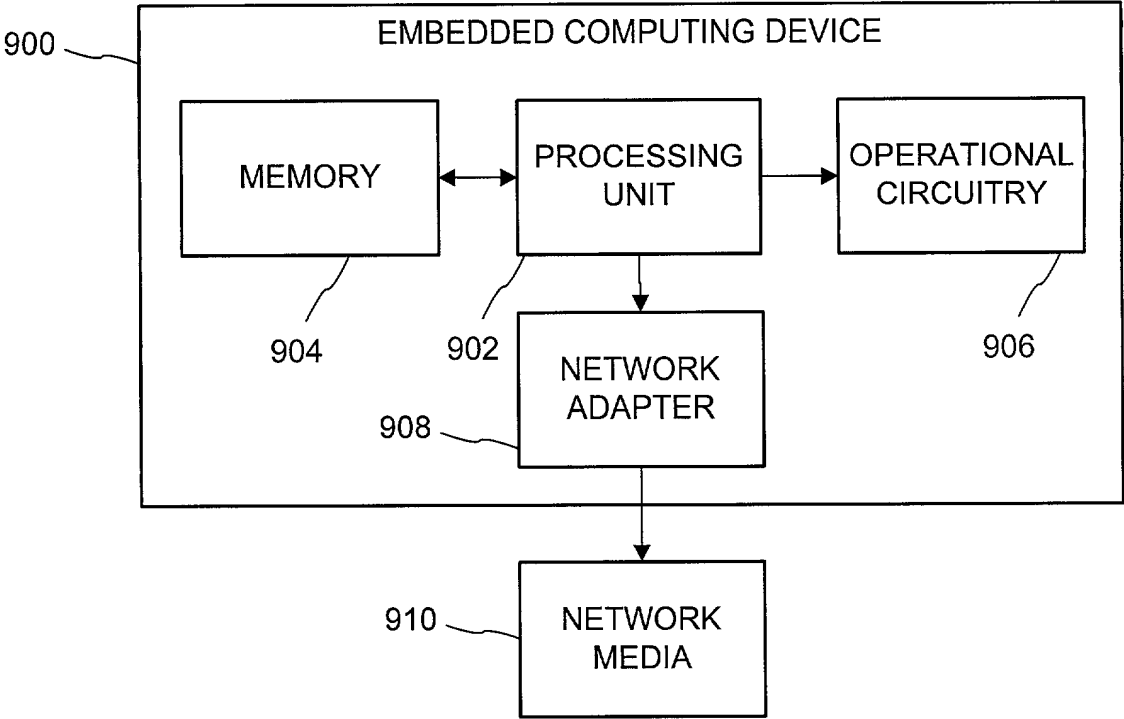 EMBEDDED COMPUTING DEVICE
900
MEMORY
PROCESSING
UNIT
OPERATIONAL
CIRCUITRY
904
902
906
NETWORK
ADAPTER
908
NETWORK
MEDIA
910